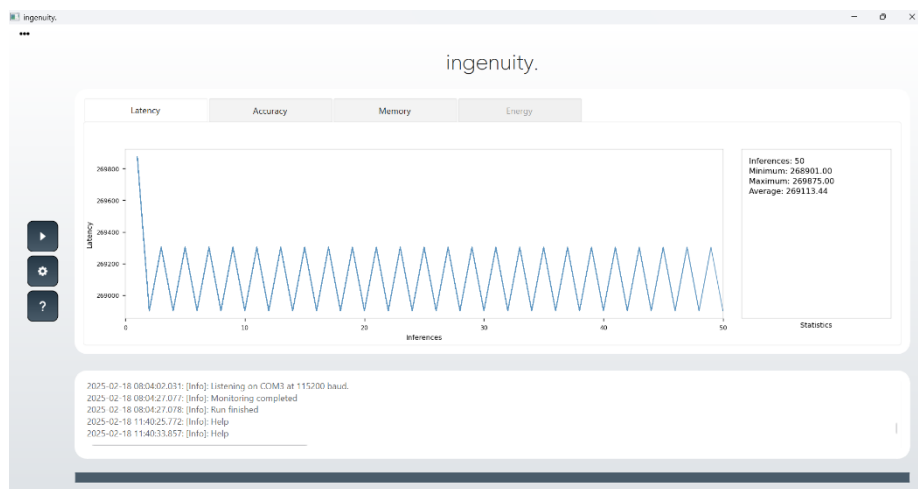 ingenuity.
•••
ingenuity.
Latency
Accuracy
Memory
Energy
269800
269600
269400
269200
269000
Latency
0
10
20
30
40
50
Inferences
Inferences: 50
Minimum: 268901.00
Maximum: 269875.00
Average: 269113.44
Statistics
?
2025-02-18 08:04:02.031: [Info]: Listening on COM3 at 115200 baud.
2025-02-18 08:04:27.077: [Info]: Monitoring completed
2025-02-18 08:04:27.078: [Info]: Run finished
2025-02-18 11:40:25.772: [Info]: Help
2025-02-18 11:40:33.857: [Info]: Help